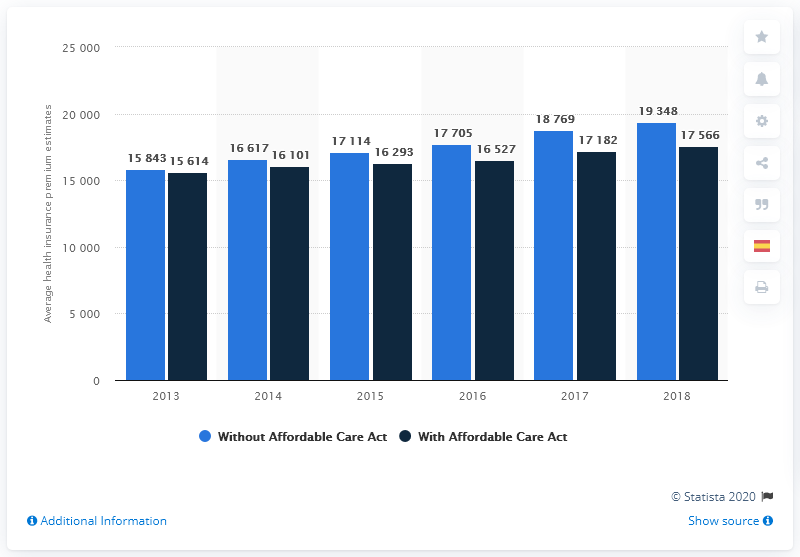 25 000
20 000
15 000
10 000
5 000
0
Average health insurance premium estimates
15 843 15 614
16 617 16 101
17 114 16 293
17 705 16 527
18 769 17 182
19 348 17 566
2013 2014 2015 2016 2017 2018
Without Affordable Care Act With Affordable Care Act
© Statista 2020
Additional Information Show source